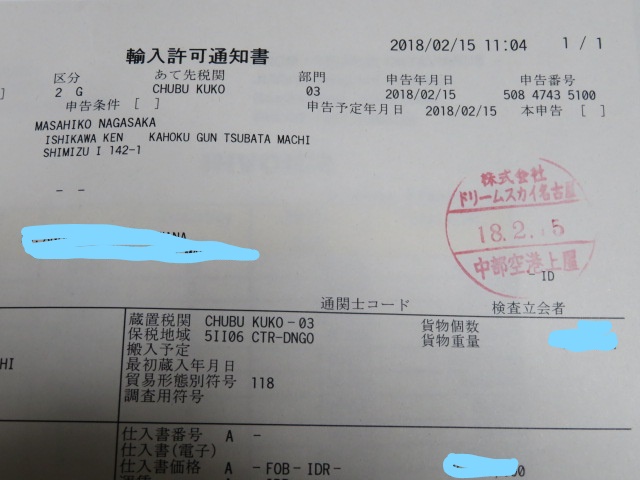 2018/02/15 11:04 1 / 1
輸入許可通知書
区分 あて先税関 部門 申告年月日 申告番号
] 2 G CHUBU KUKO 03 2018/02/15 508 4743 5100
申告条件 [ ] 申告予定年月日 2018/02/15 本申告 [ ]
MASAHIKO NAGASAKA
ISHIKAWA KEN KAHOKU GUN TSUBATA MACHI
SHIMIZU I 142-1
- -
株式会社
ドリームスカイ名古屋
18.2.15
中部空港上屋
ID
通関士コード 検査立会者
蔵置税関 CHUBU KUKO - 03 貨物個数
保税地域 5II06 CTR-DNGO 貨物重量
搬入予定
HI 最初蔵入年月日
貿易形態別符号 118
調査用符号
仕入書番号 A -
仕入書(電子)
仕入書価格 A - FOB - IDR -